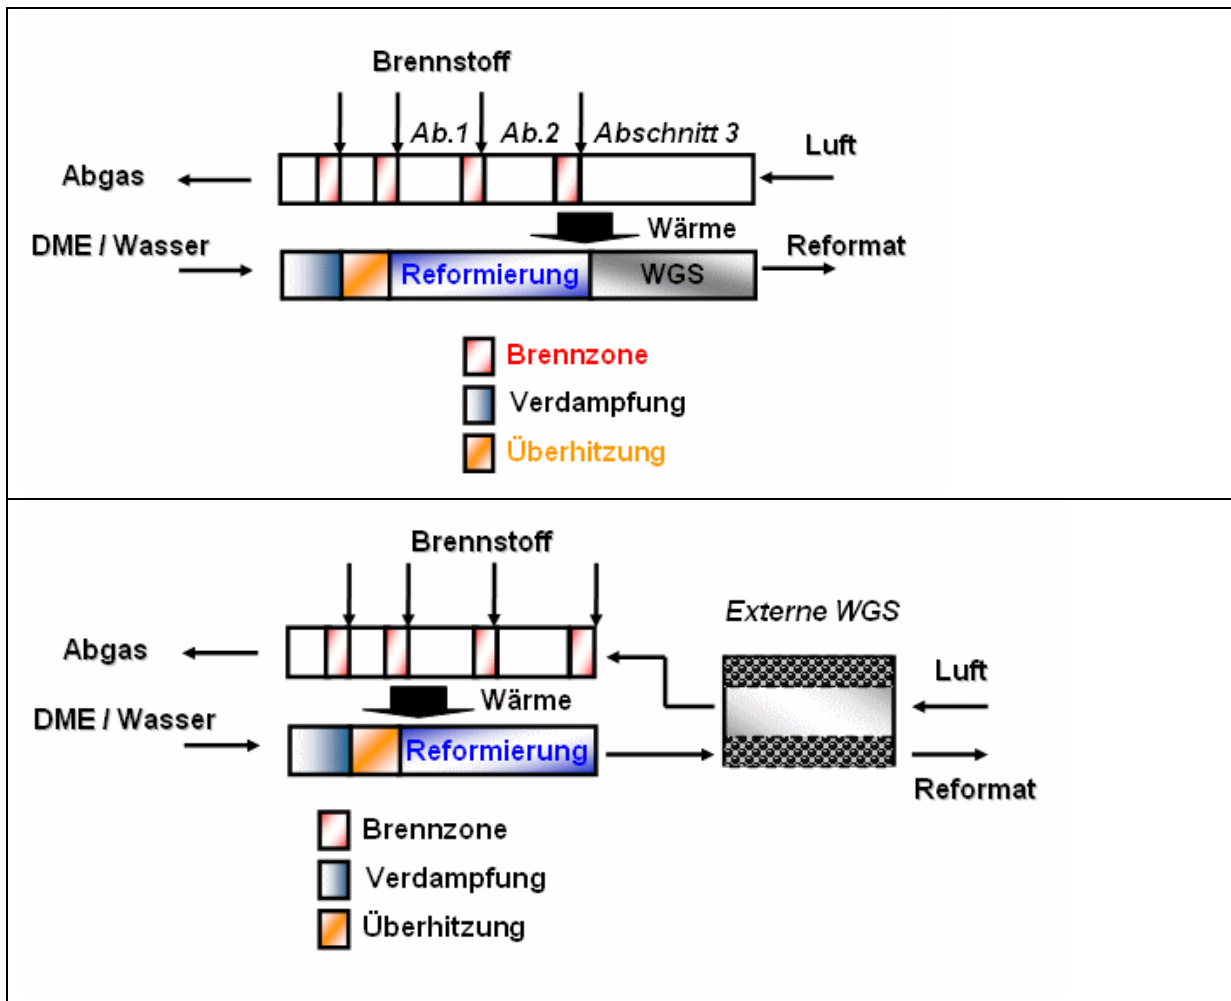 Brennstoff
Ab.1 Ab.2 Abschnitt 3
Luft
Abgas
DME / Wasser
Wärme
Reformat
Reformierung
WGS
Brennzone
Verdampfung
Überhitzung
Brennstoff
Externe WGS
Abgas
Luft
DME / Wasser
Wärme
Reformierung
Reformat
Brennzone
Verdampfung
Überhitzung